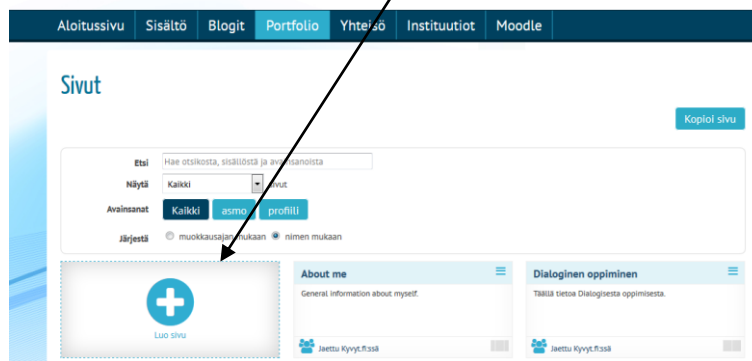 Aloitussivu Sisältö Blogit Portfolio Yhteisö Instituutiot Moodle
Sivut
Kopioi sivu
Etsi Hae otsikosta, sisällöstä ja avainsanoista
Näytä Kaikki sivut
Avainsanat Kaikki asmo profiili
Järjestä muokkausajan mukaan nimen mukaan
Luo sivu
About me
General information about myself.
Jaettu Kyvyt.fi:ssä
Dialoginen oppiminen
Täällä tietoa Dialogisesta oppimisesta.
Jaettu Kyvyt.fi:ssä